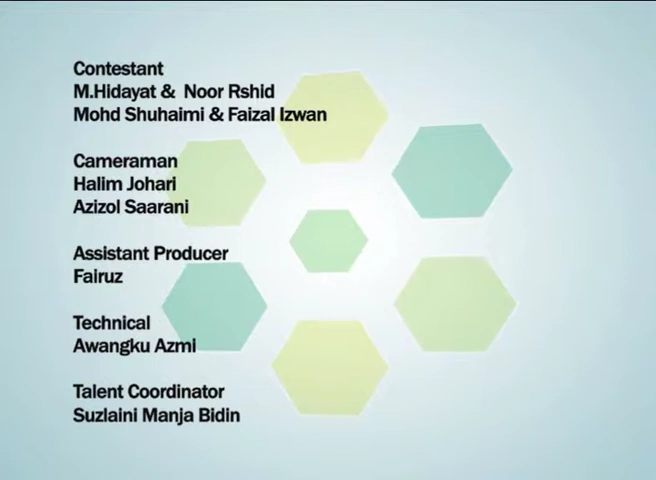 Contestant
M.Hidayat & Noor Rshid
Mohd Shuhaimi & Faizal Izwan
Cameraman
Halim Johari
Azizol Saarani
Assistant Producer
Fairuz
Technical
Awangku Azmi
Talent Coordinator
Suzlaini Manja Bidin